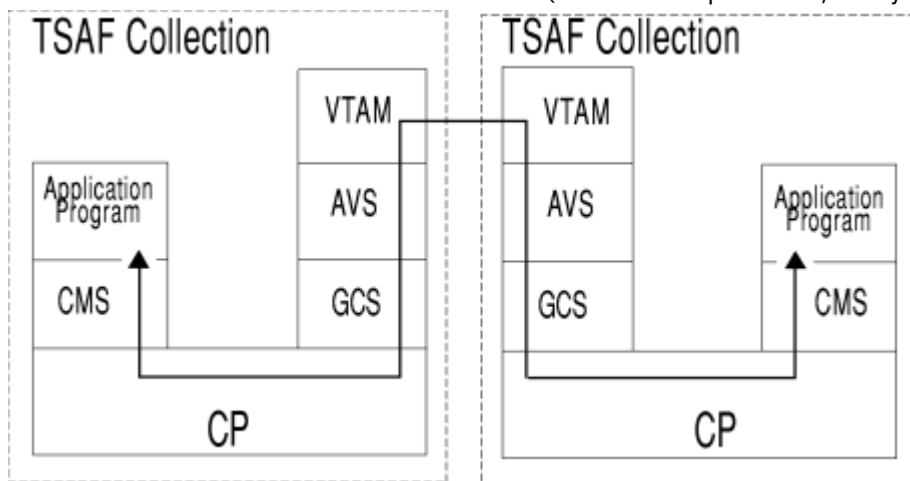 TSAF Collection
VTAM
Application
Program
AVS
CMS
GCS
CP
TSAF Collection
VTAM
AVS
Application
Program
GCS
CMS
CP